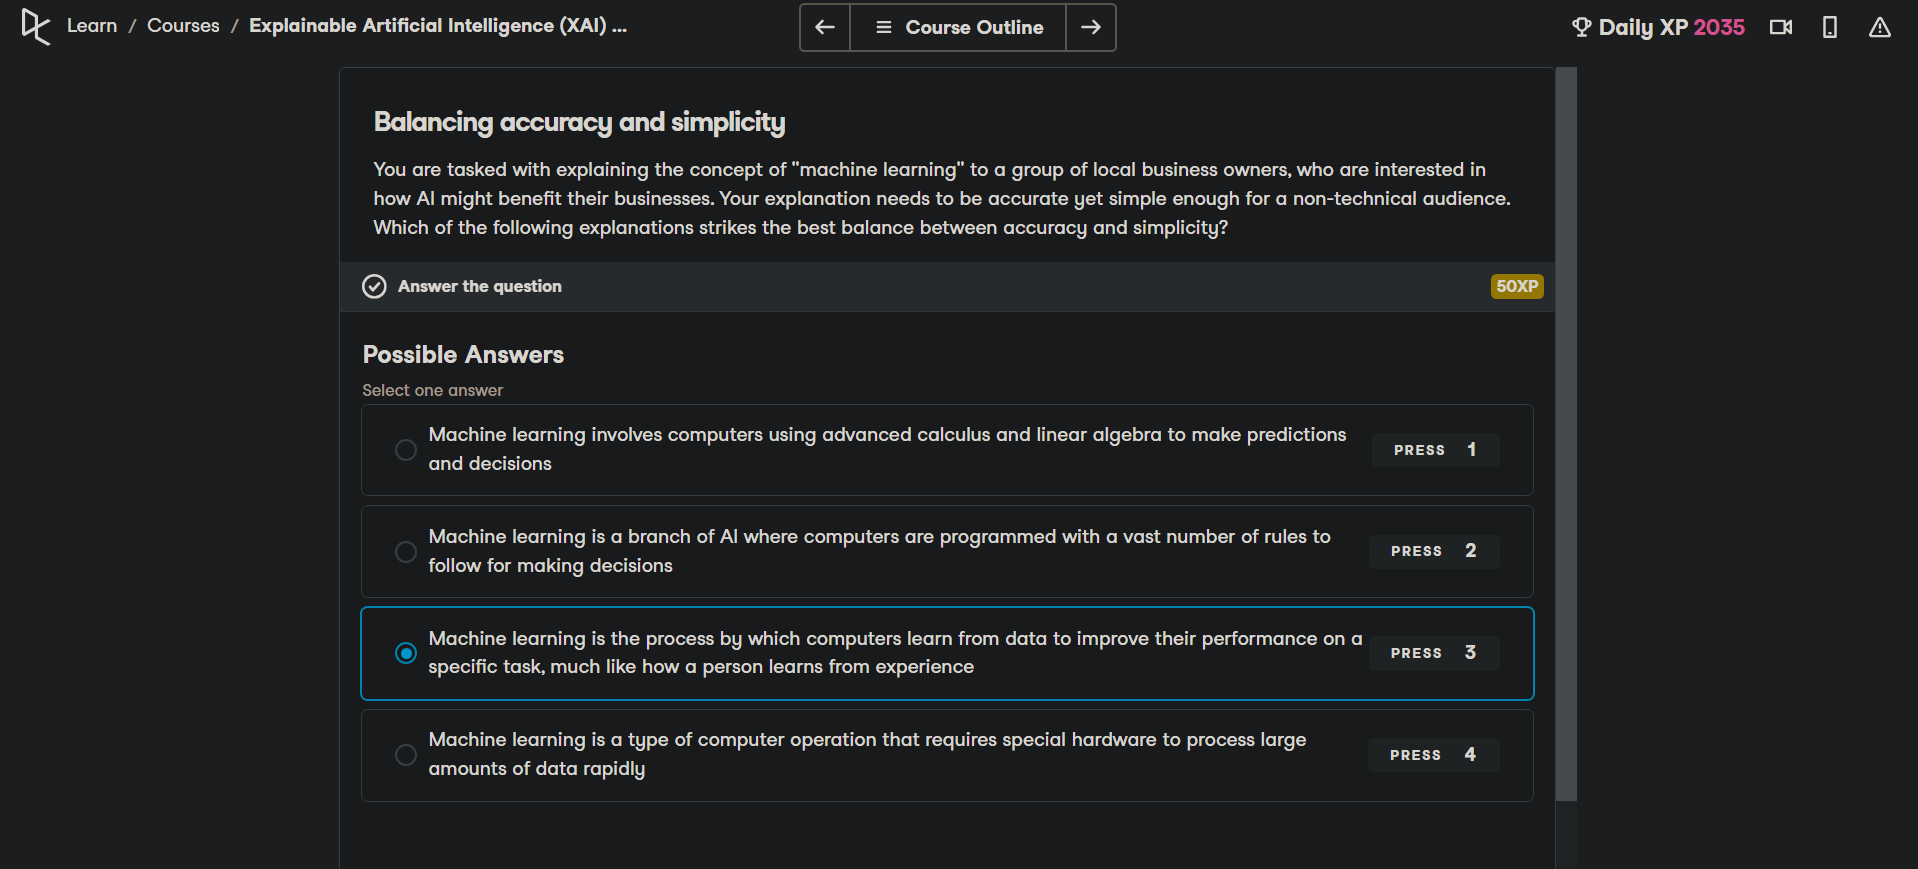 Learn / Courses / Explainable Artificial Intelligence (XAI) ...
Course Outline
Daily XP 2035
Balancing accuracy and simplicity
You are tasked with explaining the concept of "machine learning" to a group of local business owners, who are interested in
how AI might benefit their businesses. Your explanation needs to be accurate yet simple enough for a non-technical audience.
Which of the following explanations strikes the best balance between accuracy and simplicity?
Answer the question
50XP
Possible Answers
Select one answer
Machine learning involves computers using advanced calculus and linear algebra to make predictions
and decisions
PRESS 1
Machine learning is a branch of AI where computers are programmed with a vast number of rules to
follow for making decisions
PRESS 2
Machine learning is the process by which computers learn from data to improve their performance on a
specific task, much like how a person learns from experience
PRESS 3
Machine learning is a type of computer operation that requires special hardware to process large
amounts of data rapidly
PRESS 4